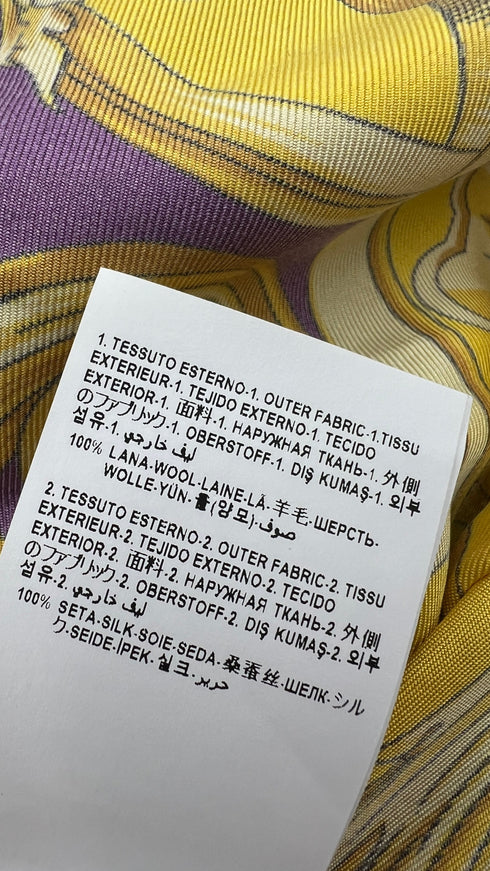 1. TESSUTO ESTERNO-1. OUTER FABRIC-1.TISSU
EXTERIEUR-1. TEJIDO EXTERNO-1. TECIDO
EXTERIOR-1. 面料-1. НАРУЖНАЯ ТКАНЬ-1. 外側
のファブリック-1. OBERSTOFF-1. DIŞ KUMAŞ-1. 외부
섬유-1. ليف خارجي
100% LANA-WOOL-LAINE-LÃ-羊毛-ШЕРСТЬ-
WOLLE-YÜN- 울(양모)-صوف
2. TESSUTO ESTERNO-2. OUTER FABRIC-2. TISSU
EXTERIEUR-2. TEJIDO EXTERNO-2. TECIDO
EXTERIOR-2. 面料-2. НАРУЖНАЯ ТКАНЬ-2. 外側
のファブリック-2. OBERSTOFF-2. DIŞ KUMAŞ-2. 외부
섬유-2. ليف خارجي
100% SETA-SILK-SOIE-SEDA- 桑蚕丝-ШЕЛК-シル
ク-SEIDE-İPEK- 실크- حرير